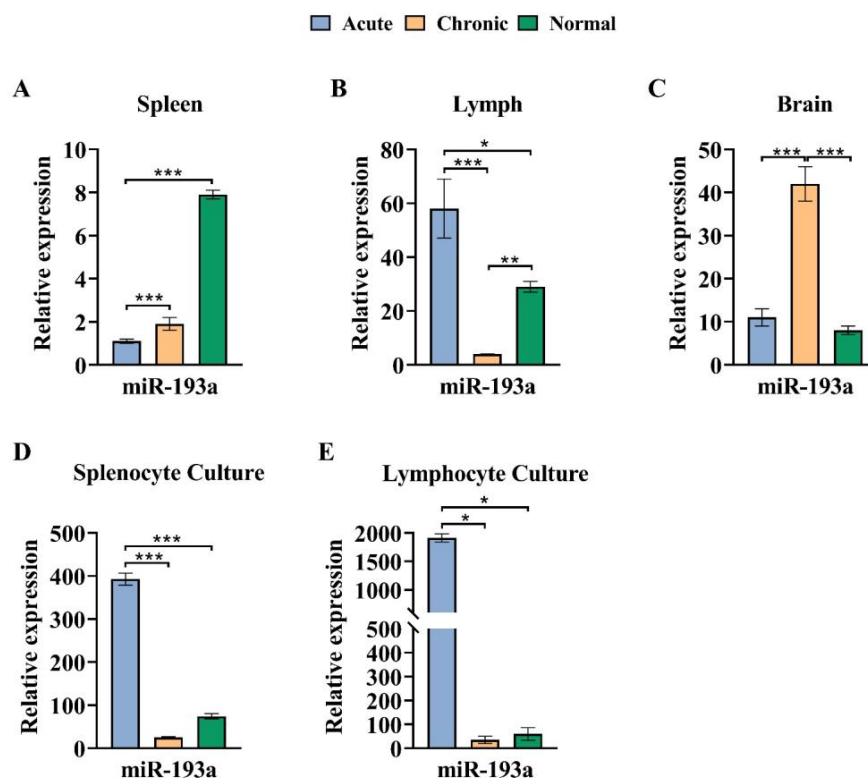 Acute Chronic Normal
A Spleen
Relative expression
10
8
6
4
2
0
***
***
miR-193a
B Lymph
Relative expression
80
60
40
20
0
*
***
**
miR-193a
C Brain
Relative expression
50
40
30
20
10
0
*** ***
miR-193a
D Splenocyte Culture
Relative expression
500
400
300
200
100
0
***
***
miR-193a
E Lymphocyte Culture
Relative expression
2000
1500
1000
500
400
300
200
100
0
*
*
miR-193a